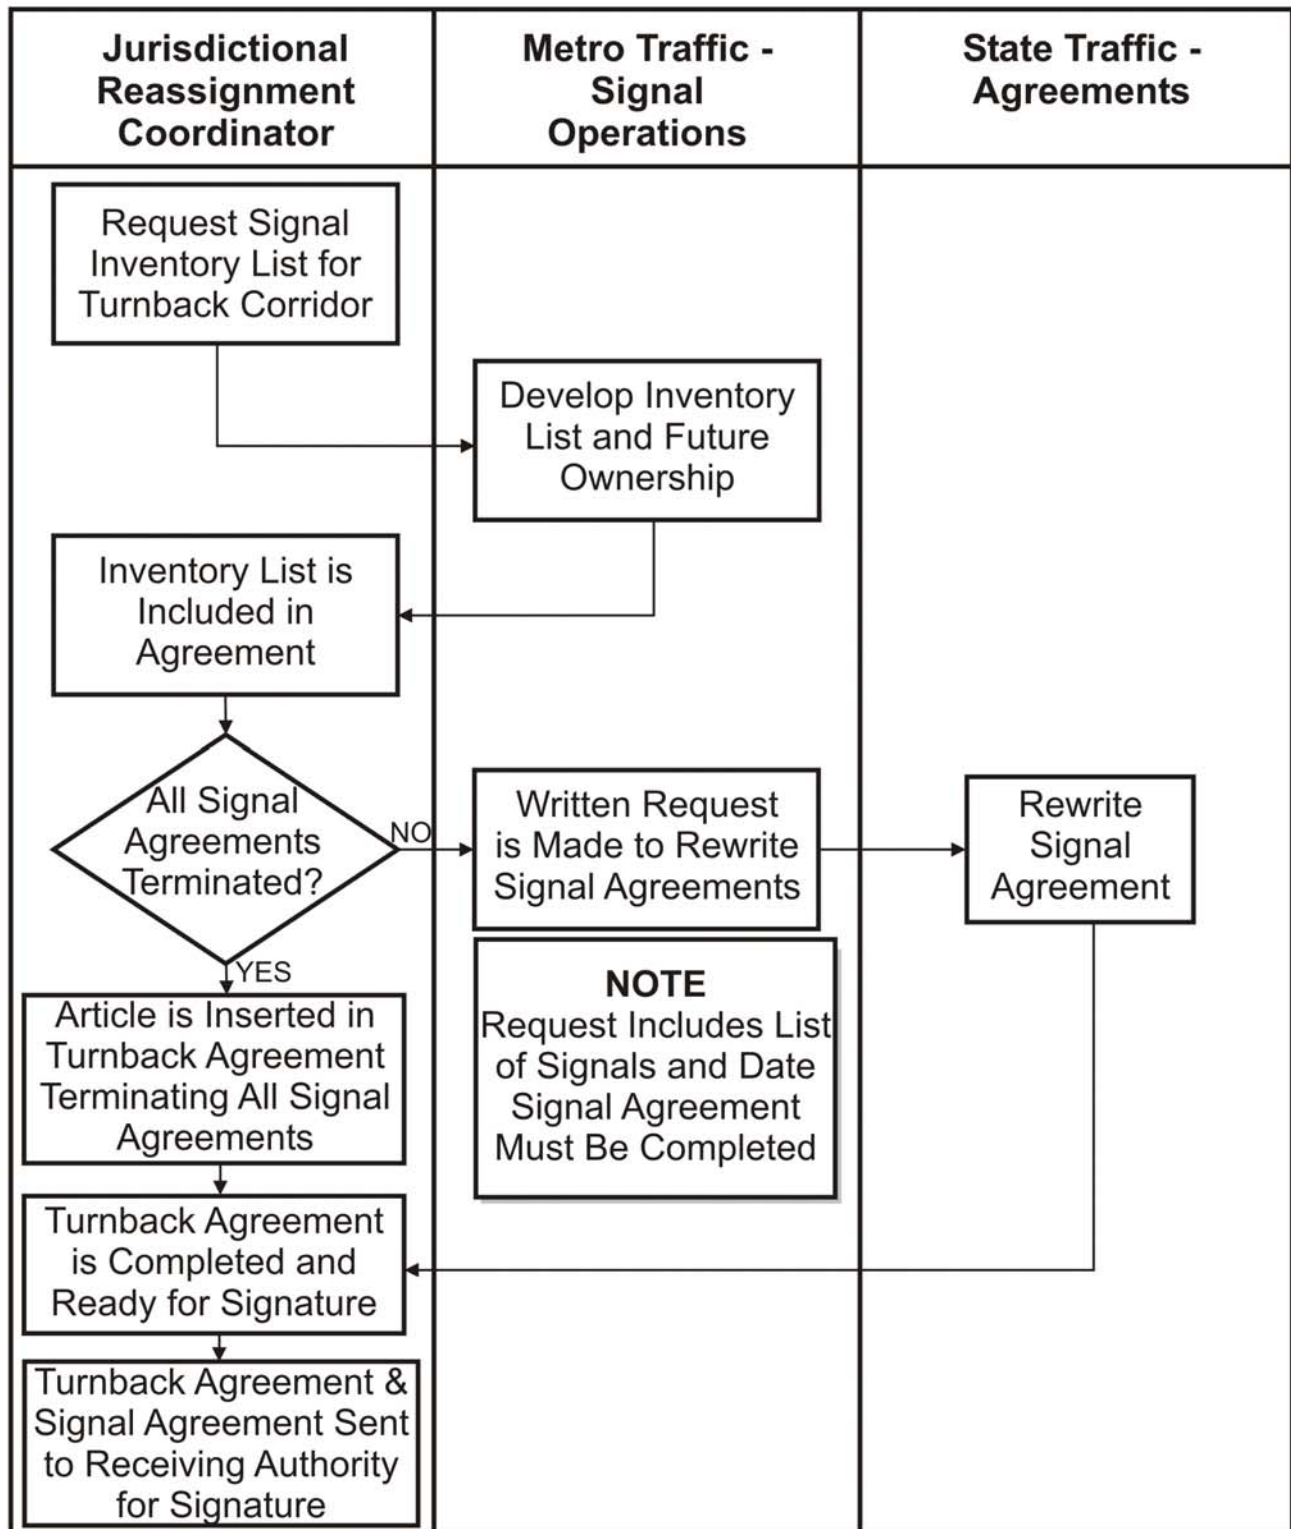 Jurisdictional
Reassignment
Coordinator
Metro Traffic -
Signal
Operations
State Traffic -
Agreements
Request Signal
Inventory List for
Turnback Corridor
Develop Inventory
List and Future
Ownership
Inventory List is
Included in
Agreement
All Signal
Agreements
Terminated?
NO
Written Request
is Made to Rewrite
Signal Agreements
Rewrite
Signal
Agreement
NOTE
Request Includes List
of Signals and Date
Signal Agreement
Must Be Completed
YES
Article is Inserted in
Turnback Agreement
Terminating All Signal
Agreements
Turnback Agreement
is Completed and
Ready for Signature
Turnback Agreement &
Signal Agreement Sent
to Receiving Authority
for Signature